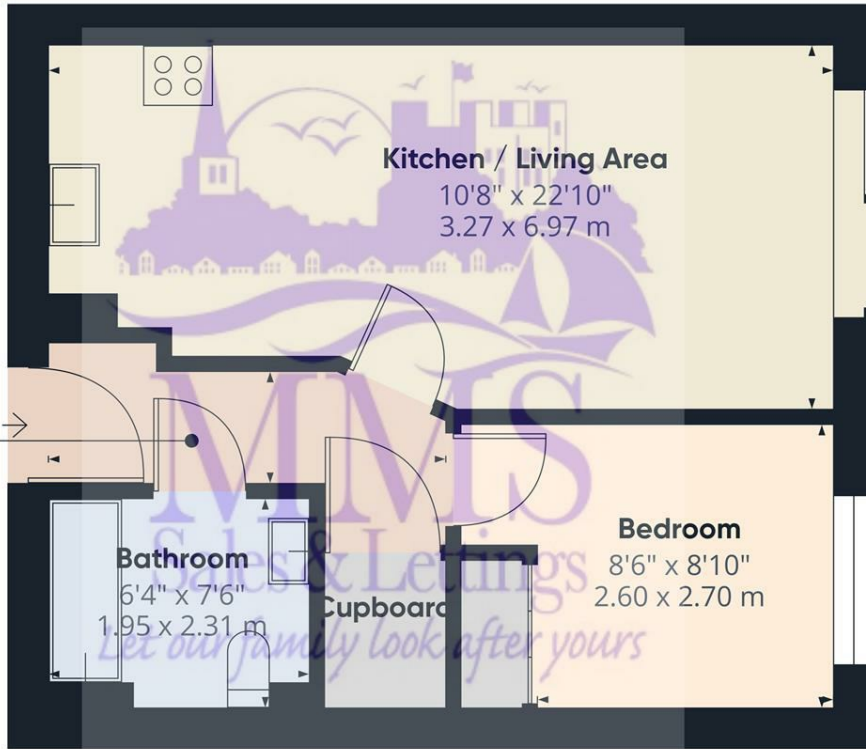 Kitchen / Living Area
10'8" x 22'10"
3.27 x 6.97 m
MMS
Sales & Lettings
Let our family look after yours
Bathroom
6'4" x 7'6"
1.95 x 2.31 m
Cupboard
Bedroom
8'6" x 8'10"
2.60 x 2.70 m